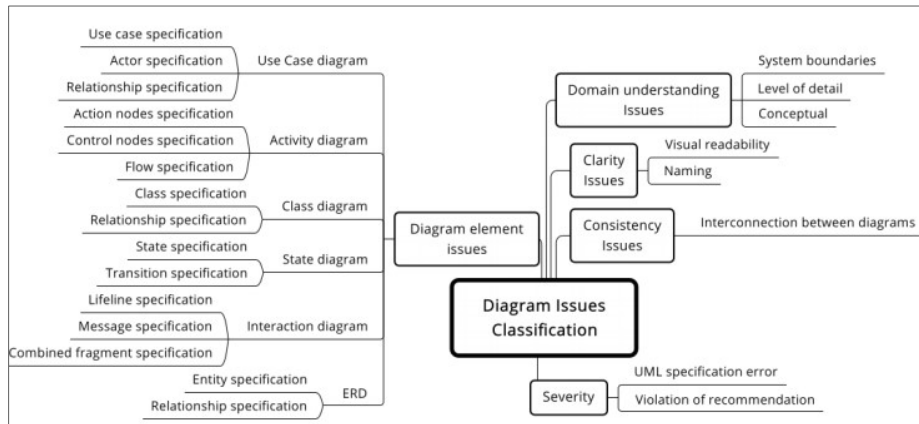 Use case specification
Actor specification
Relationship specification
Use Case diagram
Action nodes specification
Control nodes specification
Flow specification
Activity diagram
Class specification
Relationship specification
Class diagram
State specification
Transition specification
State diagram
Lifeline specification
Message specification
Combined fragment specification
Interaction diagram
Entity specification
Relationship specification
ERD
Diagram element
issues
Diagram Issues
Classification
Domain understanding
Issues
System boundaries
Level of detail
Conceptual
Clarity
Issues
Visual readability
Naming
Consistency
Issues
Interconnection between diagrams
Severity
UML specification error
Violation of recommendation